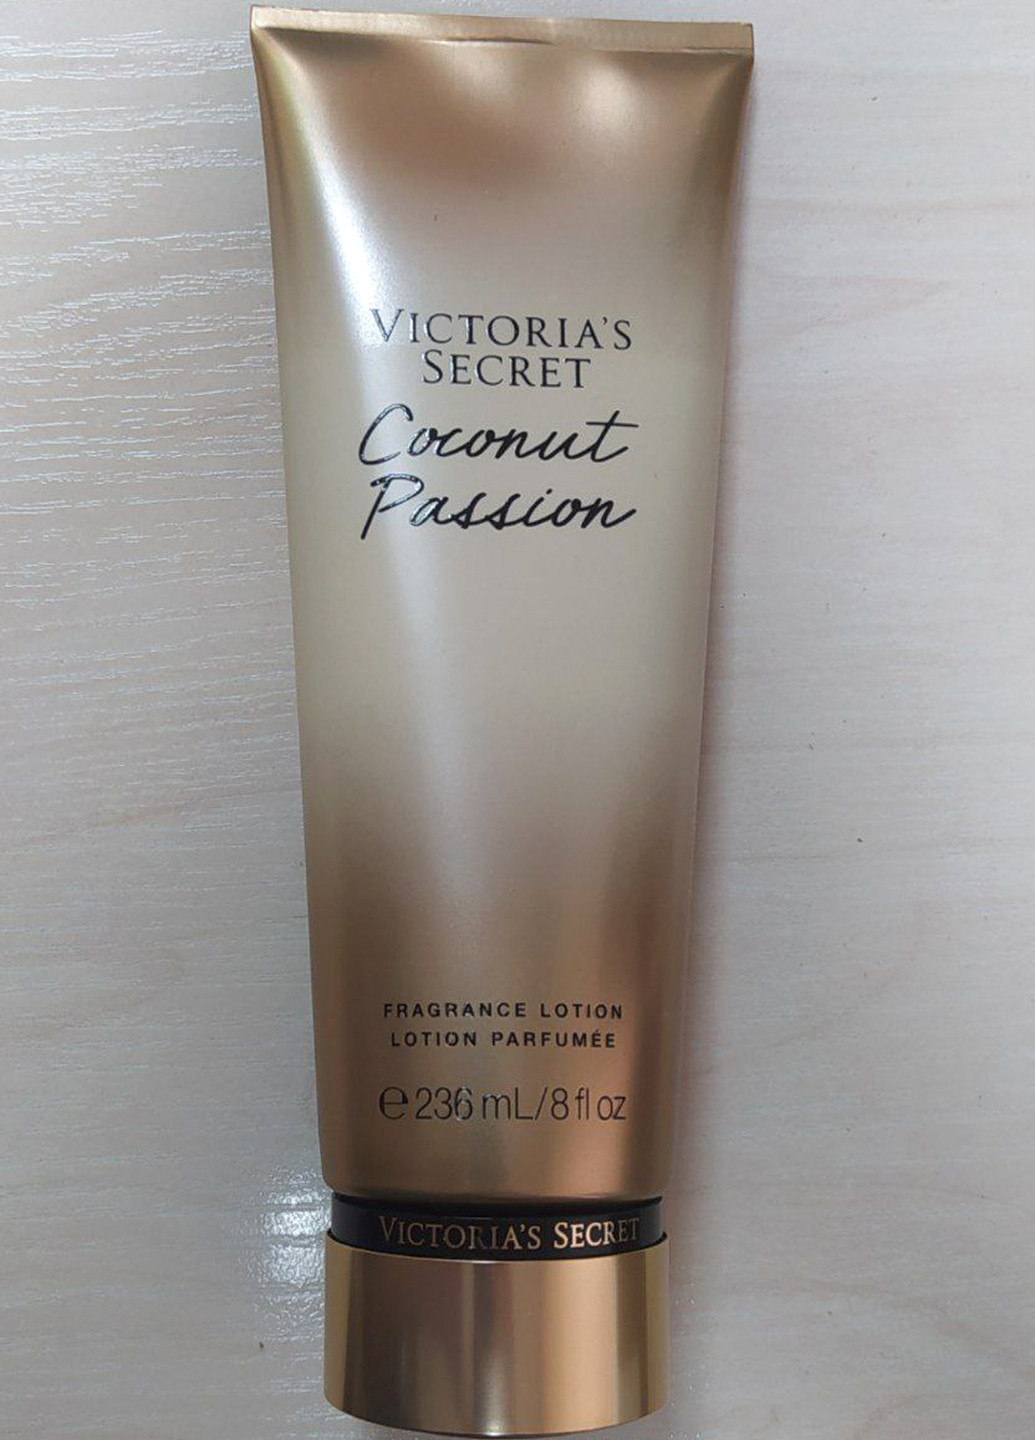 VICTORIA'S
SECRET
Coconut
Passion
FRAGRANCE LOTION
LOTION PARFUMÉE
℮ 236 mL/8 fl oz
VICTORIA'S SECRET